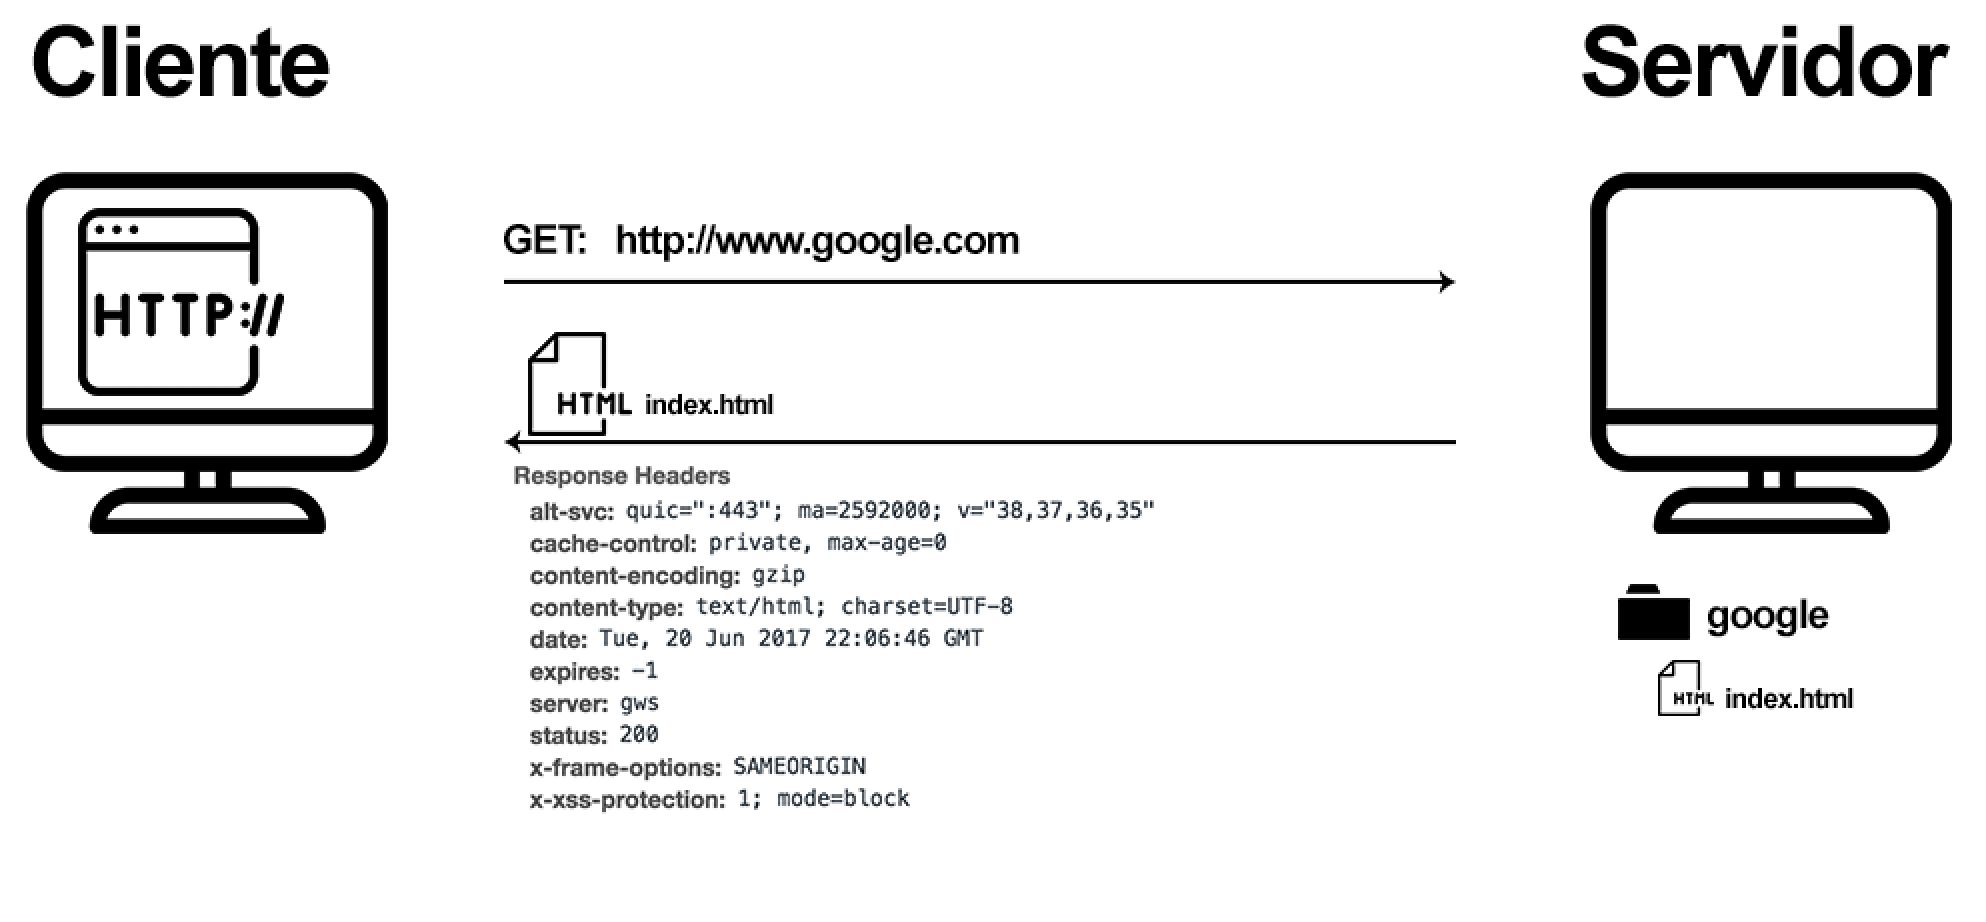 Cliente
Servidor
HTTP://
GET: http://www.google.com
HTML index.html
Response Headers
alt-svc: quic=":443"; ma=2592000; v="38,37,36,35"
cache-control: private, max-age=0
content-encoding: gzip
content-type: text/html; charset=UTF-8
date: Tue, 20 Jun 2017 22:06:46 GMT
expires: -1
server: gws
status: 200
x-frame-options: SAMEORIGIN
x-xss-protection: 1; mode=block
google
HTML index.html